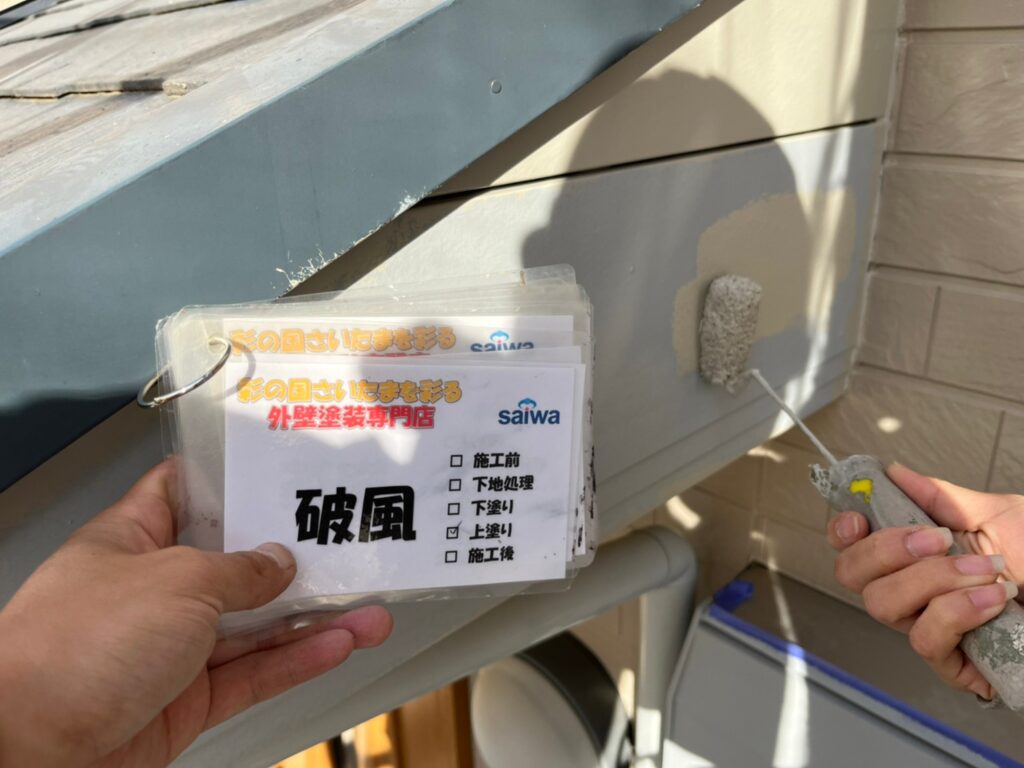 彩の国さいたまを彩る
saiwa
彩の国さいたまを彩る
外壁塗装専門店
saiwa
破風
□ 施工前
□ 下地処理
□ 下塗り
☑ 上塗り
□ 施工後